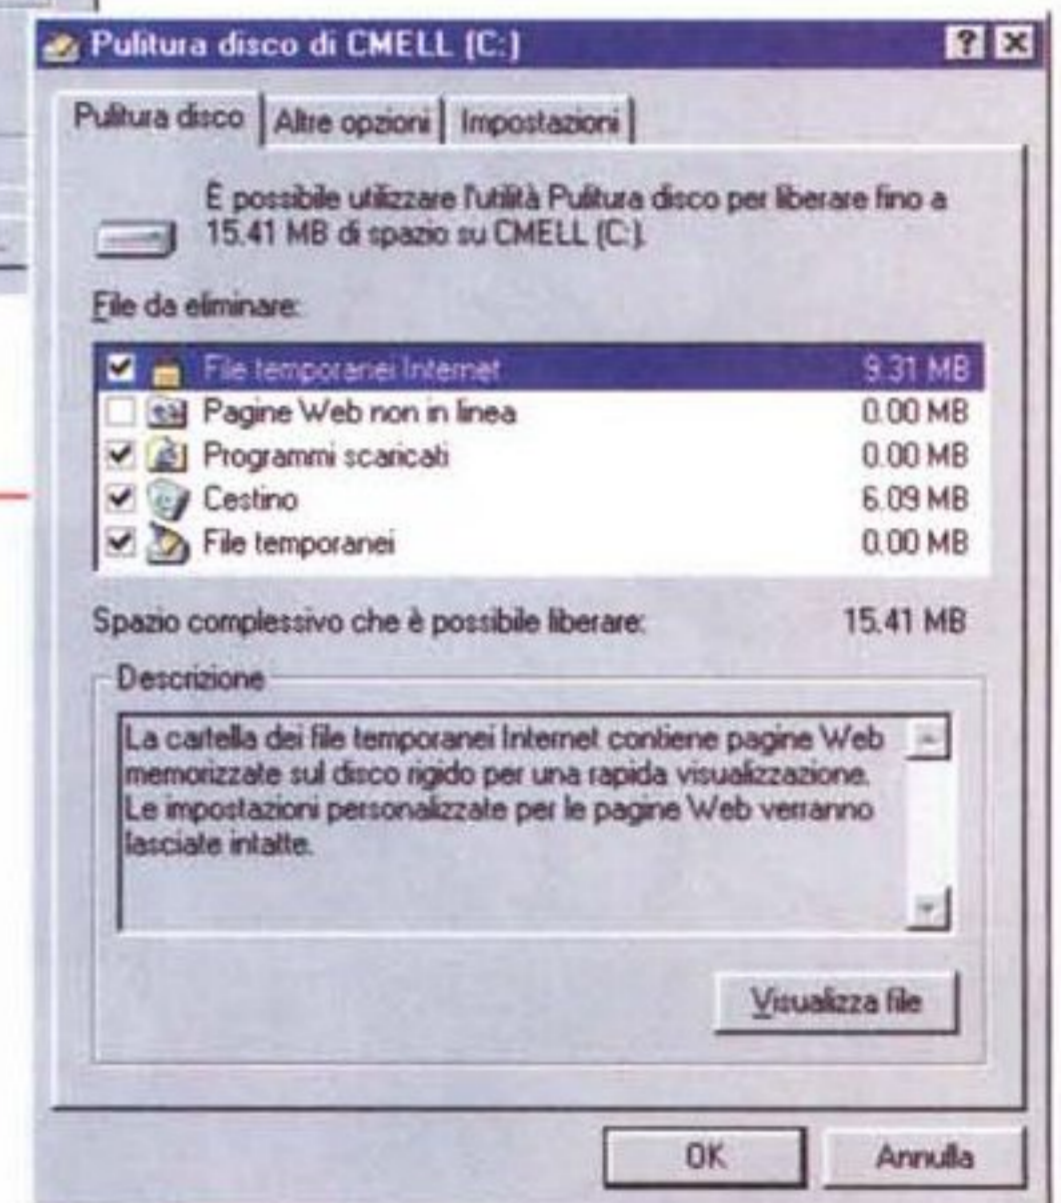 Pulitura disco di CMELL (C:)
Pulitura disco Altre opzioni Impostazioni
È possibile utilizzare l'utilità Pulitura disco per liberare fino a
15.41 MB di spazio su CMELL (C:).
File da eliminare:
File temporanei Internet 9.31 MB
Pagine Web non in linea 0.00 MB
Programmi scaricati 0.00 MB
Cestino 6.09 MB
File temporanei 0.00 MB
Spazio complessivo che è possibile liberare: 15.41 MB
Descrizione
La cartella dei file temporanei Internet contiene pagine Web
memorizzate sul disco rigido per una rapida visualizzazione.
Le impostazioni personalizzate per le pagine Web verranno
lasciate intatte.
Visualizza file
OK Annulla